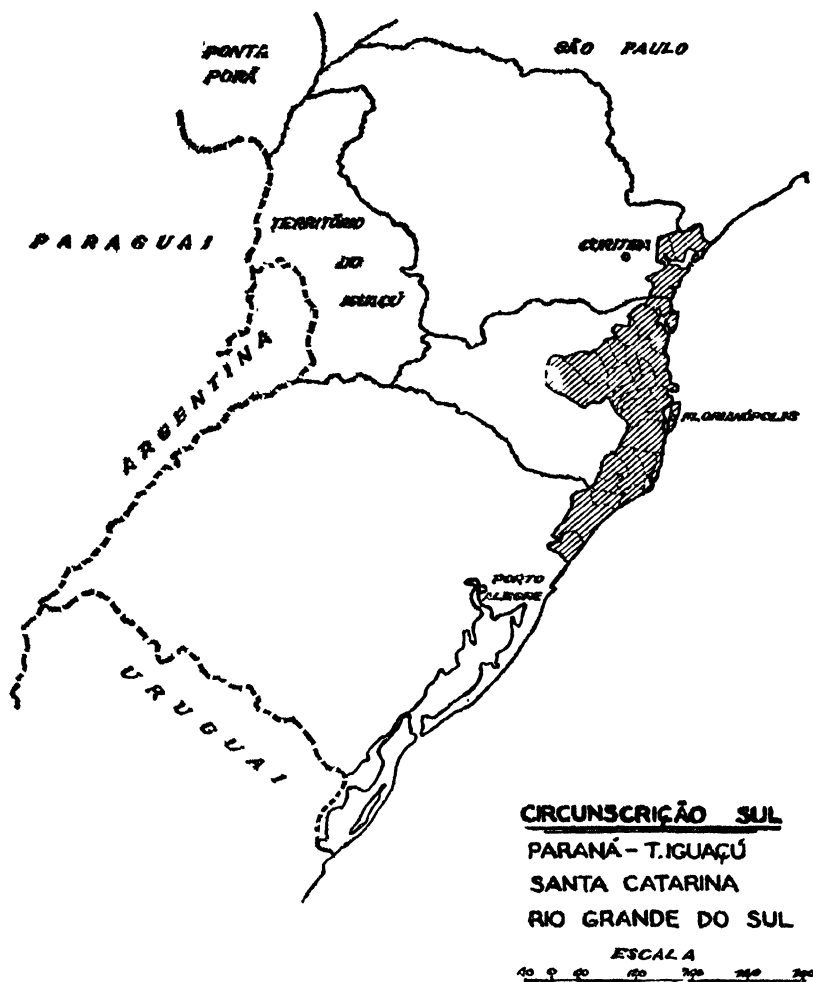 PONTA
PORÃ
SÃO PAULO
PARAGUAI
TERRITÓRIO
DO
IGUAÇÚ
CURITIBA
ARGENTINA
FLORIANÓPOLIS
PORTO
ALEGRE
URUGUAI
CIRCUNSCRIÇÃO SUL
PARANÁ - T. IGUAÇÚ
SANTA CATARINA
RIO GRANDE DO SUL
ESCALA